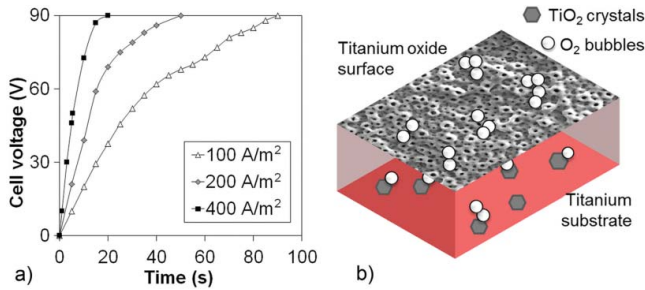 90
60
30
0
Cell voltage (V)
100 A/m²
200 A/m²
400 A/m²
0 20 40 60 80 100
Time (s)
a)
TiO₂ crystals
O₂ bubbles
Titanium oxide
surface
Titanium
substrate
b)